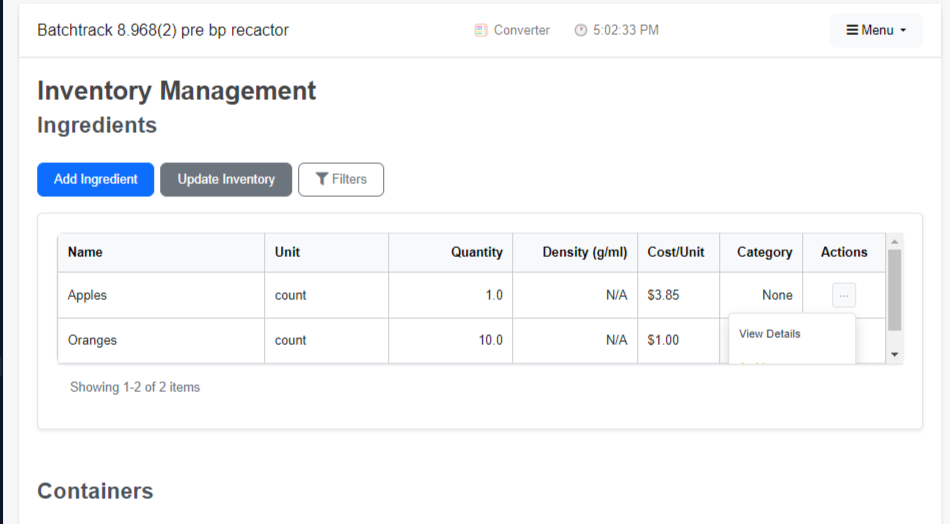 Batchtrack 8.968(2) pre bp recactor Converter 5:02:33 PM Menu
Inventory Management
Ingredients
Add Ingredient Update Inventory Filters
Name Unit Quantity Density (g/ml) Cost/Unit Category Actions
Apples count 1.0 N/A $3.85 None ...
Oranges count 10.0 N/A $1.00
View Details
Showing 1-2 of 2 items
Containers